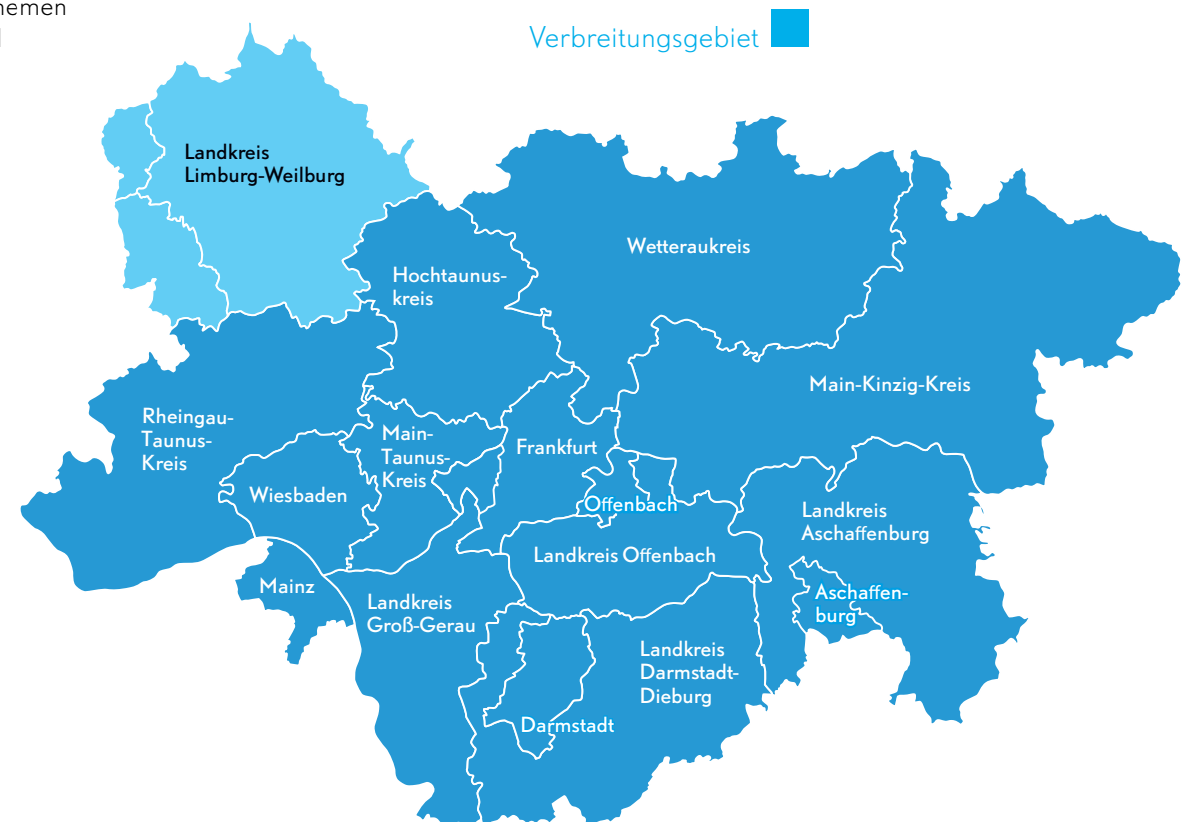 Verbreitungsgebiet
Landkreis
Limburg-Weilburg
Wetteraukreis
Hochtaunus-
kreis
Main-Kinzig-Kreis
Rheingau-
Taunus-
Kreis
Main-
Taunus-
Kreis
Frankfurt
Wiesbaden
Offenbach
Landkreis
Aschaffenburg
Landkreis Offenbach
Mainz
Landkreis
Groß-Gerau
Aschaffen-
burg
Landkreis
Darmstadt-
Dieburg
Darmstadt